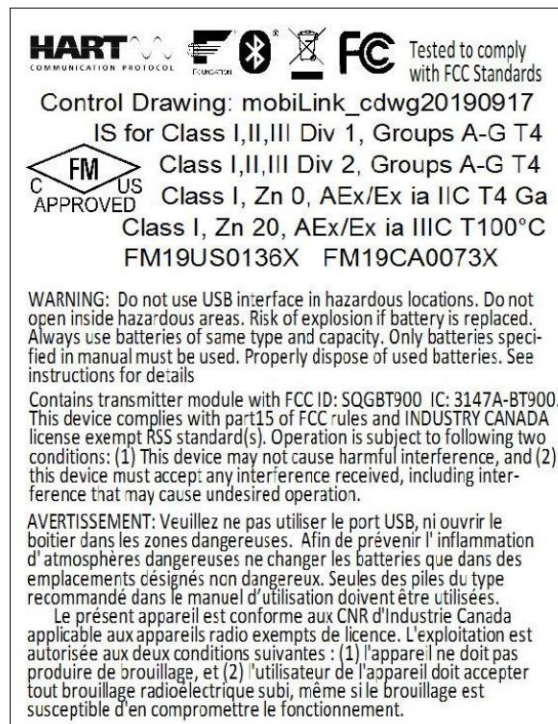 HART
COMMUNICATION PROTOCOL
FOUNDATION
FC Tested to comply
with FCC Standards
Control Drawing: mobiLink_cdwg20190917
IS for Class I,II,III Div 1, Groups A-G T4
Class I,II,III Div 2, Groups A-G T4
Class I, Zn 0, AEx/Ex ia IIC T4 Ga
Class I, Zn 20, AEx/Ex ia IIIC T100°C
FM
C US
APPROVED
FM19US0136X FM19CA0073X
WARNING: Do not use USB interface in hazardous locations. Do not
open inside hazardous areas. Risk of explosion if battery is replaced.
Always use batteries of same type and capacity. Only batteries speci-
fied in manual must be used. Properly dispose of used batteries. See
instructions for details
Contains transmitter module with FCC ID: SQGBT900 IC: 3147A-BT900.
This device complies with part15 of FCC rules and INDUSTRY CANADA
license exempt RSS standard(s). Operation is subject to following two
conditions: (1) This device may not cause harmful interference, and (2)
this device must accept any interference received, including inter-
ference that may cause undesired operation.
AVERTISSEMENT: Veuillez ne pas utiliser le port USB, ni ouvrir le
boitier dans les zones dangereuses. Afin de prévenir l' inflammation
d' atmosphères dangereuses ne changer les batteries que dans des
emplacements désignés non dangereux. Seules des piles du type
recommandé dans le manuel d'utilisation doivent être utilisées.
Le présent appareil est conforme aux CNR d'Industrie Canada
applicable aux appareils radio exempts de licence. L'exploitation est
autorisée aux deux conditions suivantes : (1) l'appareil ne doit pas
produire de brouillage, et (2) l'utilisateur de l'appareil doit accepter
tout brouillage radioélectrique subi, même si le brouillage est
susceptible d'en compromettre le fonctionnement.